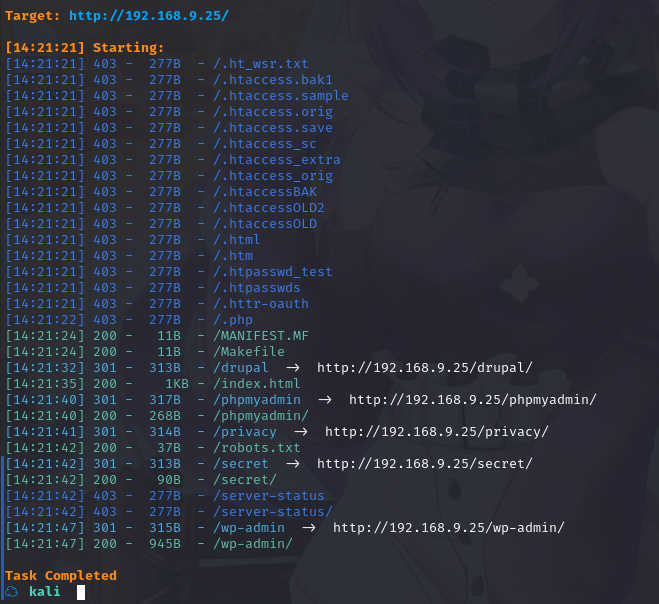 Target: http://192.168.9.25/
[14:21:21] Starting:
[14:21:21] 403 -  277B  - /.ht_wsr.txt
[14:21:21] 403 -  277B  - /.htaccess.bak1
[14:21:21] 403 -  277B  - /.htaccess.sample
[14:21:21] 403 -  277B  - /.htaccess.orig
[14:21:21] 403 -  277B  - /.htaccess.save
[14:21:21] 403 -  277B  - /.htaccess_sc
[14:21:21] 403 -  277B  - /.htaccess_extra
[14:21:21] 403 -  277B  - /.htaccess_orig
[14:21:21] 403 -  277B  - /.htaccessBAK
[14:21:21] 403 -  277B  - /.htaccessOLD2
[14:21:21] 403 -  277B  - /.htaccessOLD
[14:21:21] 403 -  277B  - /.html
[14:21:21] 403 -  277B  - /.htm
[14:21:21] 403 -  277B  - /.htpasswd_test
[14:21:21] 403 -  277B  - /.htpasswds
[14:21:21] 403 -  277B  - /.httr-oauth
[14:21:22] 403 -  277B  - /.php
[14:21:24] 200 -   11B  - /MANIFEST.MF
[14:21:24] 200 -   11B  - /Makefile
[14:21:32] 301 -  313B  - /drupal  ->  http://192.168.9.25/drupal/
[14:21:35] 200 -    1KB - /index.html
[14:21:40] 301 -  317B  - /phpmyadmin  ->  http://192.168.9.25/phpmyadmin/
[14:21:40] 200 -  268B  - /phpmyadmin/
[14:21:41] 301 -  314B  - /privacy  ->  http://192.168.9.25/privacy/
[14:21:42] 200 -   37B  - /robots.txt
[14:21:42] 301 -  313B  - /secret  ->  http://192.168.9.25/secret/
[14:21:42] 200 -   90B  - /secret/
[14:21:42] 403 -  277B  - /server-status
[14:21:42] 403 -  277B  - /server-status/
[14:21:47] 301 -  315B  - /wp-admin  ->  http://192.168.9.25/wp-admin/
[14:21:47] 200 -  945B  - /wp-admin/
Task Completed
kali